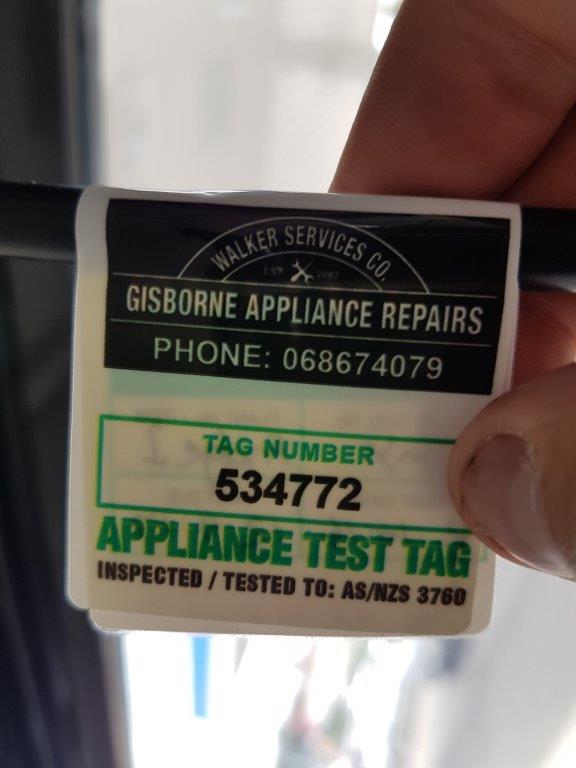 WALKER SERVICES CO.
EST 2007
GISBORNE APPLIANCE REPAIRS
PHONE: 068674079
TAG NUMBER
534772
APPLIANCE TEST TAG
INSPECTED / TESTED TO: AS/NZS 3760